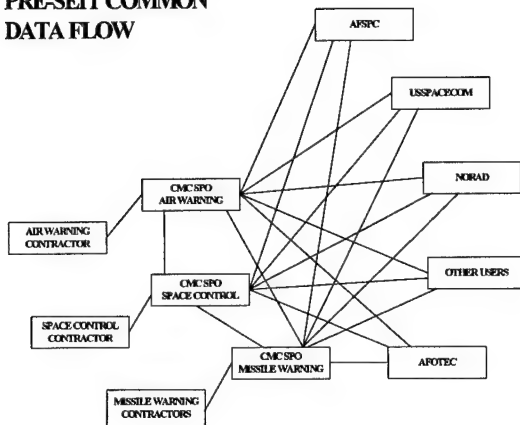 PRE-SEIT COMMON
DATA FLOW
AFSPC
USSPACECOM
NORAD
CMC SPO
AIR WARNING
AIR WARNING
CONTRACTOR
OTHER USERS
CMC SPO
SPACE CONTROL
SPACE CONTROL
CONTRACTOR
CMC SPO
MISSILE WARNING
AFOTEC
MISSILE WARNING
CONTRACTORS